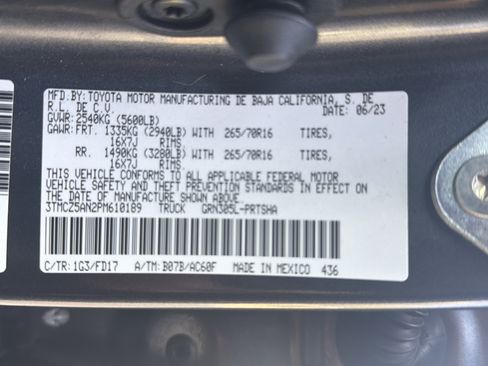 MFD.BY:TOYOTA MOTOR MANUFACTURING DE BAJA CALIFORNIA, S. DE
R.L. DE C.V. DATE: 06/23
GVWR:2540KG (5600LB)
GAWR:FRT. 1335KG (2940LB) WITH 265/70R16 TIRES,
16X7J RIMS.
RR. 1490KG (3280LB) WITH 265/70R16 TIRES,
16X7J RIMS
THIS VEHICLE CONFORMS TO ALL APPLICABLE FEDERAL MOTOR
VEHICLE SAFETY AND THEFT PREVENTION STANDARDS IN EFFECT ON
THE DATE OF MANUFACTURE SHOWN ABOVE.
3TMCZ5AN2PM610189 TRUCK GRN305L-PRTSHA
C/TR:1G3/FD17 A/TM:B07B/AC60F MADE IN MEXICO 436